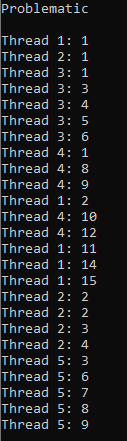 Problematic

Thread 1: 1
Thread 2: 1
Thread 3: 1
Thread 3: 3
Thread 3: 4
Thread 3: 5
Thread 3: 6
Thread 4: 1
Thread 4: 8
Thread 4: 9
Thread 1: 2
Thread 4: 10
Thread 4: 12
Thread 1: 11
Thread 1: 14
Thread 1: 15
Thread 2: 2
Thread 2: 2
Thread 2: 3
Thread 2: 4
Thread 5: 3
Thread 5: 6
Thread 5: 7
Thread 5: 8
Thread 5: 9